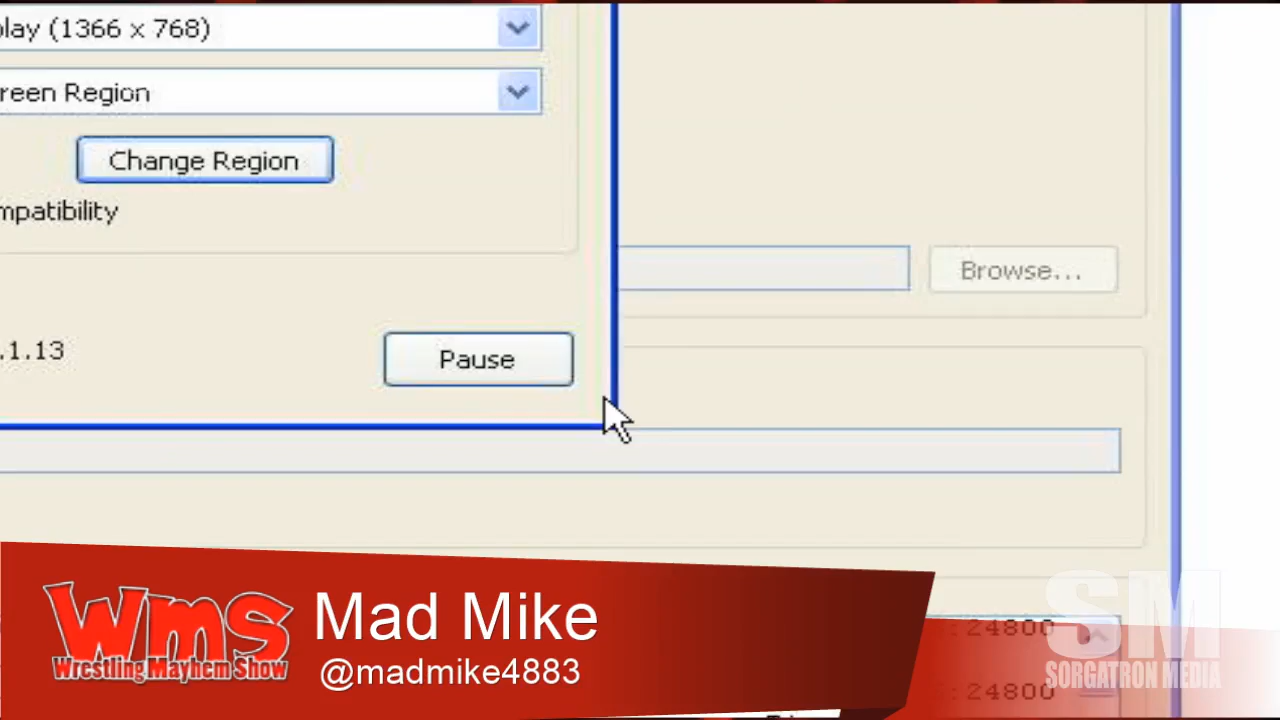 play (1366 x 768)
reen Region
Change Region
mpatibility
Browse...
.1.13
Pause
Wms
Wrestling Mayhem Show
Mad Mike
@madmike4883
: 24800
: 24800
SM
SORGATRON MEDIA